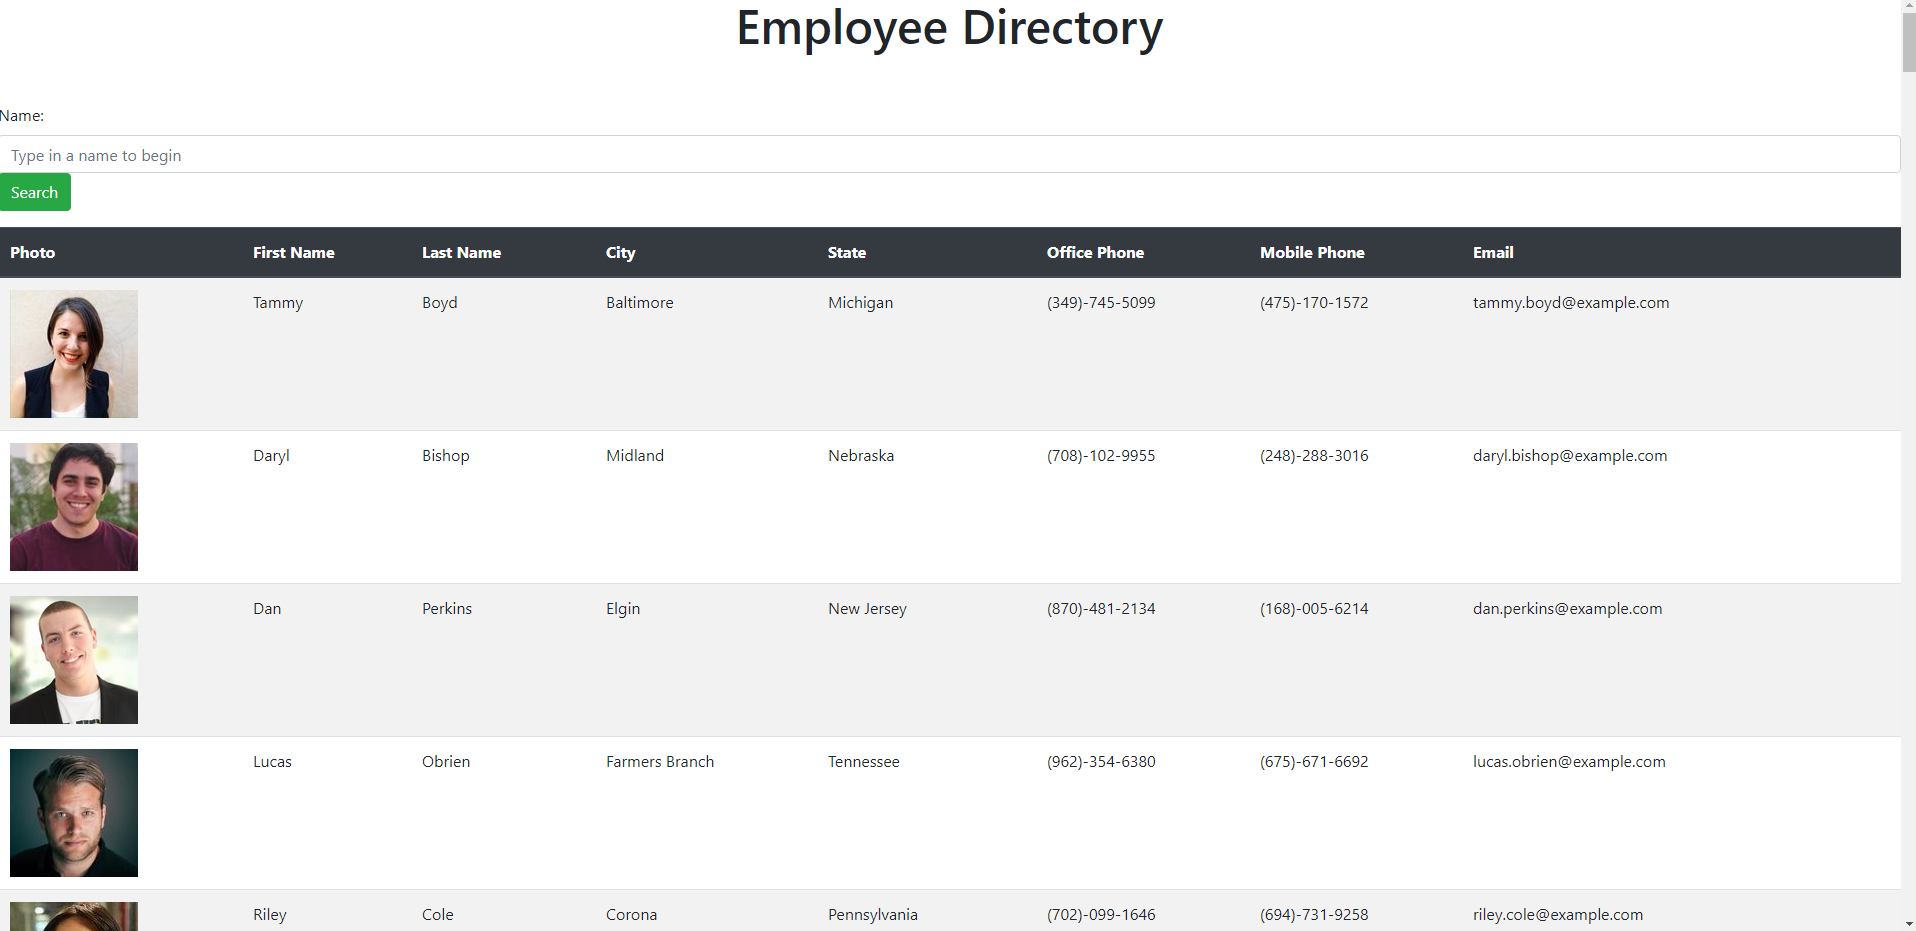 Employee Directory
Name:
Type in a name to begin
Search
Photo First Name Last Name City State Office Phone Mobile Phone Email
Tammy Boyd Baltimore Michigan (349)-745-5099 (475)-170-1572 tammy.boyd@example.com
Daryl Bishop Midland Nebraska (708)-102-9955 (248)-288-3016 daryl.bishop@example.com
Dan Perkins Elgin New Jersey (870)-481-2134 (168)-005-6214 dan.perkins@example.com
Lucas Obrien Farmers Branch Tennessee (962)-354-6380 (675)-671-6692 lucas.obrien@example.com
Riley Cole Corona Pennsylvania (702)-099-1646 (694)-731-9258 riley.cole@example.com